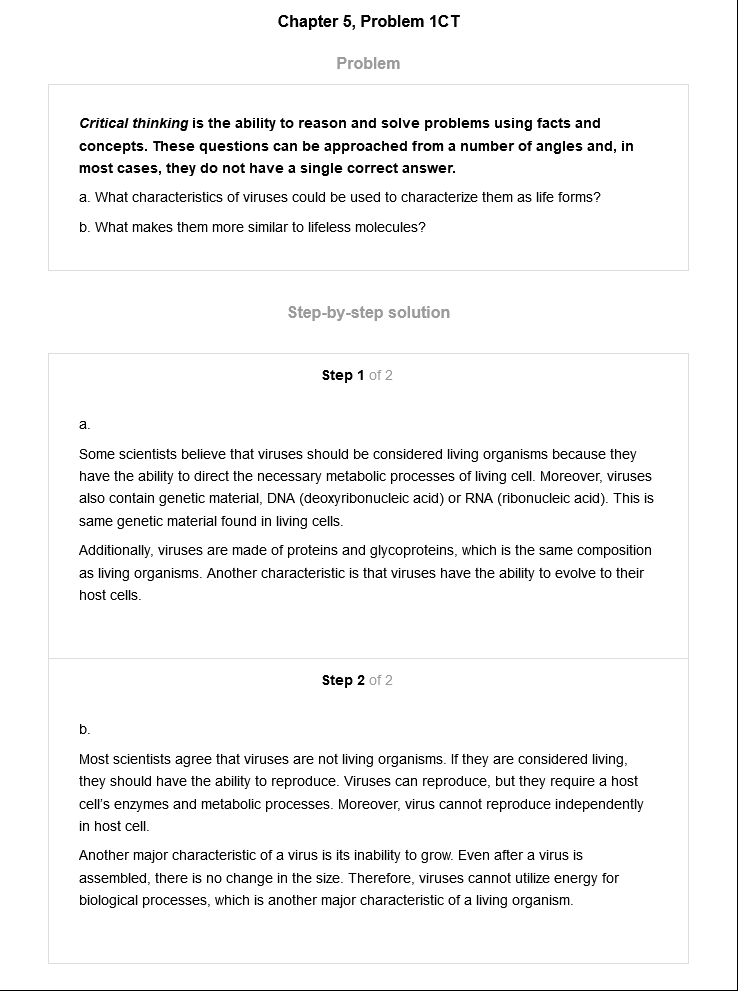 Chapter 5, Problem 1CT
Problem
Critical thinking is the ability to reason and solve problems using facts and
concepts. These questions can be approached from a number of angles and, in
most cases, they do not have a single correct answer.
a. What characteristics of viruses could be used to characterize them as life forms?
b. What makes them more similar to lifeless molecules?
Step-by-step solution
Step 1 of 2
a.
Some scientists believe that viruses should be considered living organisms because they
have the ability to direct the necessary metabolic processes of living cell. Moreover, viruses
also contain genetic material, DNA (deoxyribonucleic acid) or RNA (ribonucleic acid). This is
same genetic material found in living cells.
Additionally, viruses are made of proteins and glycoproteins, which is the same composition
as living organisms. Another characteristic is that viruses have the ability to evolve to their
host cells.
Step 2 of 2
b.
Most scientists agree that viruses are not living organisms. If they are considered living,
they should have the ability to reproduce. Viruses can reproduce, but they require a host
cell's enzymes and metabolic processes. Moreover, virus cannot reproduce independently
in host cell.
Another major characteristic of a virus is its inability to grow. Even after a virus is
assembled, there is no change in the size. Therefore, viruses cannot utilize energy for
biological processes, which is another major characteristic of a living organism.